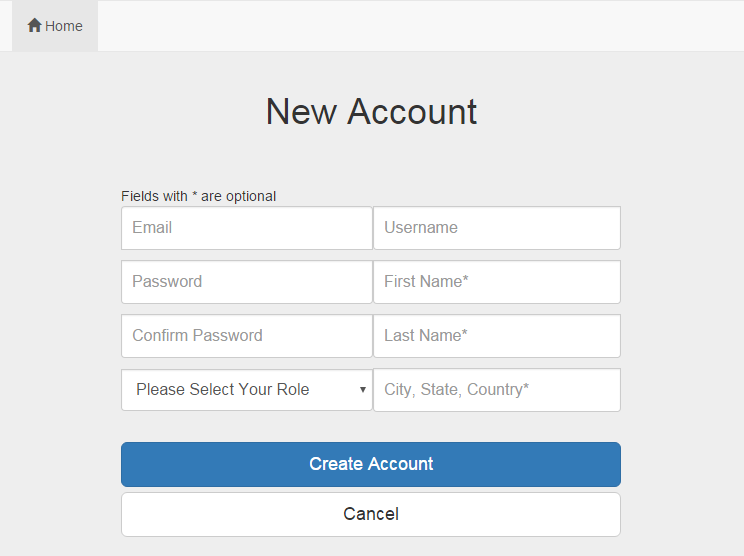 Home
New Account
Fields with * are optional
Email Username
Password First Name*
Confirm Password Last Name*
Please Select Your Role City, State, Country*
Create Account
Cancel